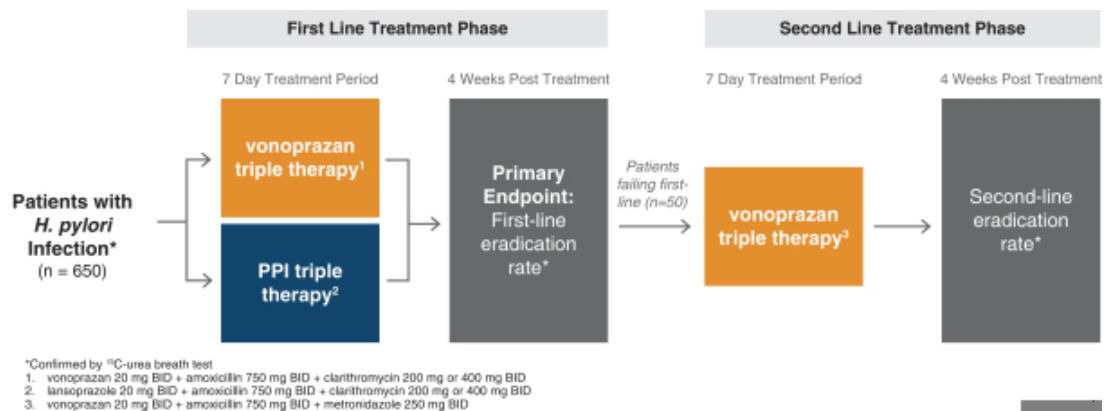 First Line Treatment Phase
Second Line Treatment Phase
7 Day Treatment Period
4 Weeks Post Treatment
7 Day Treatment Period
4 Weeks Post Treatment
Patients with
H. pylori
Infection*
(n = 650)
vonoprazan
triple therapy¹
PPI triple
therapy²
Primary
Endpoint:
First-line
eradication
rate*
Patients
failing first-
line (n=50)
vonoprazan
triple therapy³
Second-line
eradication
rate*
*Confirmed by ¹³C-urea breath test
1. vonoprazan 20 mg BID + amoxicillin 750 mg BID + clarithromycin 200 mg or 400 mg BID
2. lansoprazole 20 mg BID + amoxicillin 750 mg BID + clarithromycin 200 mg or 400 mg BID
3. vonoprazan 20 mg BID + amoxicillin 750 mg BID + metronidazole 250 mg BID